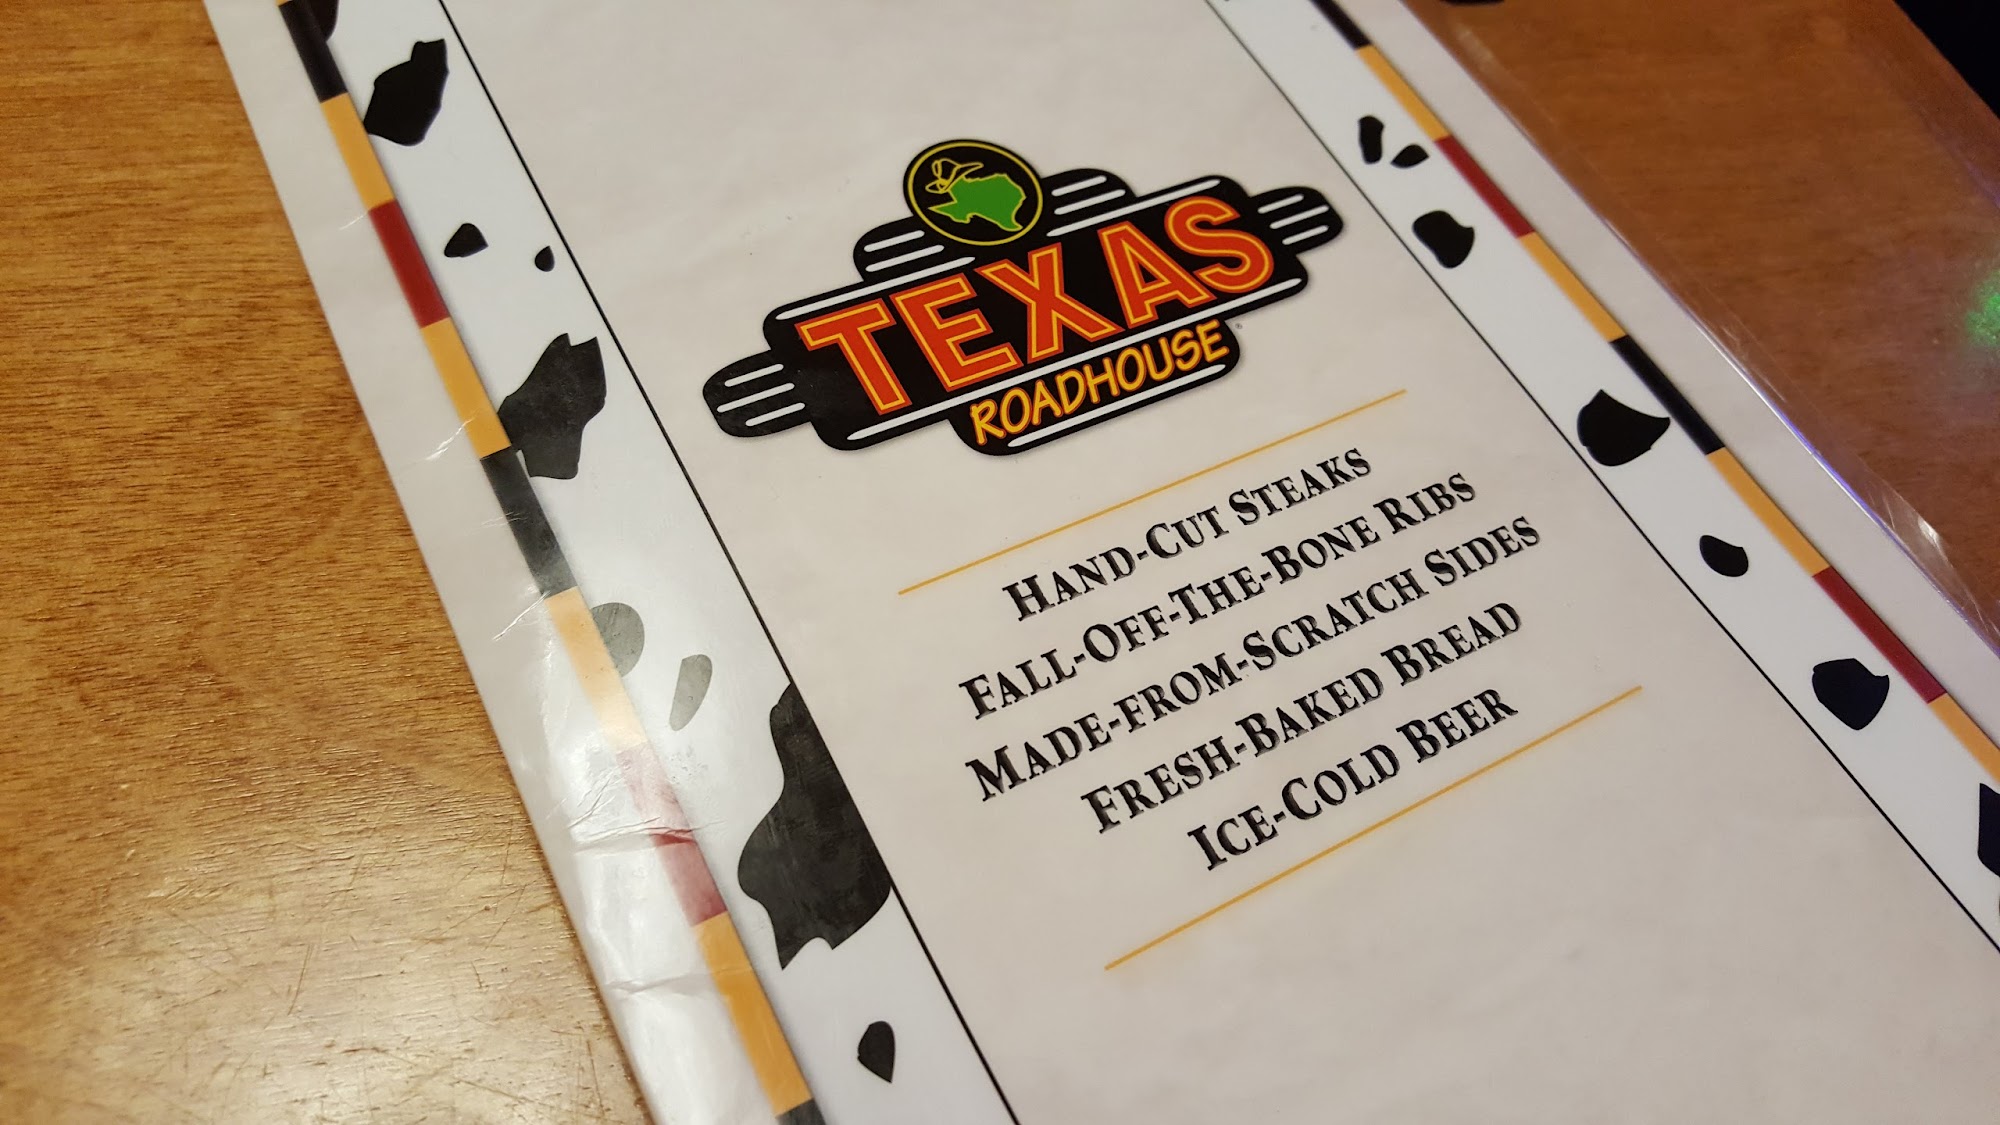 TEXAS
ROADHOUSE
HAND-CUT STEAKS
FALL-OFF-THE-BONE RIBS
MADE-FROM-SCRATCH SIDES
FRESH-BAKED BREAD
ICE-COLD BEER